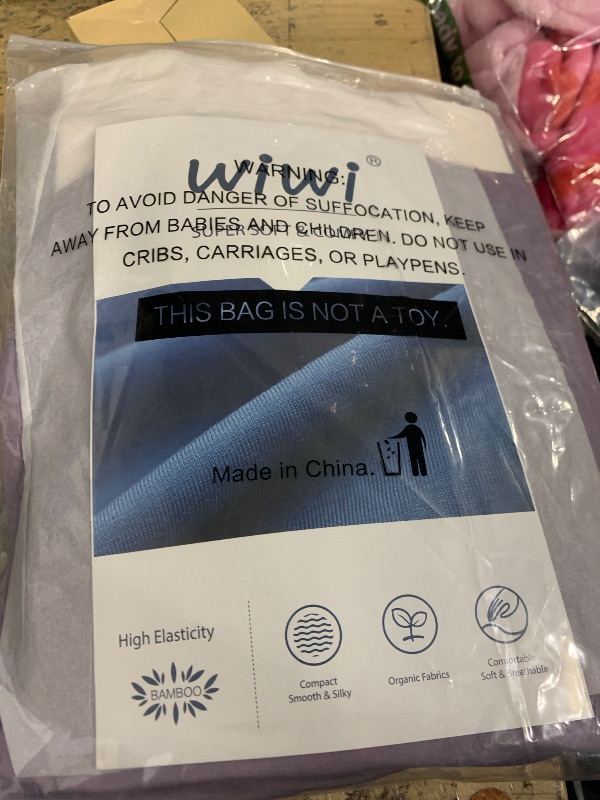 wiwi®
WARNING:
TO AVOID DANGER OF SUFFOCATION, KEEP
SUPER SOFT &
AWAY FROM BABIES AND CHILDREN. DO NOT USE IN
CRIBS, CARRIAGES, OR PLAYPENS.
THIS BAG IS NOT A TOY.
Made in China.
High Elasticity
BAMBOO
Compact
Smooth & Silky
Organic Fabrics
Comfortable
Soft & Breathable